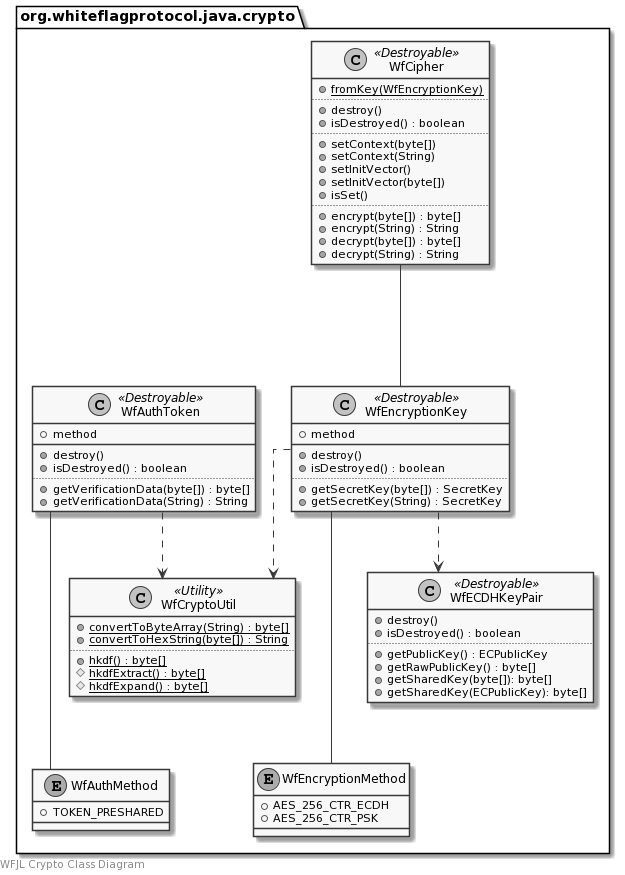 org.whiteflagprotocol.java.crypto
C
«Destroyable»
WfCipher
fromKey(WfEncryptionKey)
destroy()
isDestroyed() : boolean
setContext(byte[])
setContext(String)
setInitVector()
setInitVector(byte[])
isSet()
encrypt(byte[]) : byte[]
encrypt(String) : String
decrypt(byte[]) : byte[]
decrypt(String) : String
C
«Destroyable»
WfAuthToken
method
destroy()
isDestroyed() : boolean
getVerificationData(byte[]) : byte[]
getVerificationData(String) : String
C
«Destroyable»
WfEncryptionKey
method
destroy()
isDestroyed() : boolean
getSecretKey(byte[]) : SecretKey
getSecretKey(String) : SecretKey
C
«Utility»
WfCryptoUtil
convertToByteArray(String) : byte[]
convertToHexString(byte[]) : String
hkdf() : byte[]
hkdfExtract() : byte[]
hkdfExpand() : byte[]
C
«Destroyable»
WfECDHKeyPair
destroy()
isDestroyed() : boolean
getPublicKey() : ECPublicKey
getRawPublicKey() : byte[]
getSharedKey(byte[]): byte[]
getSharedKey(ECPublicKey): byte[]
E WfAuthMethod
TOKEN_PRESHARED
E WfEncryptionMethod
AES_256_CTR_ECDH
AES_256_CTR_PSK
WFJL Crypto Class Diagram